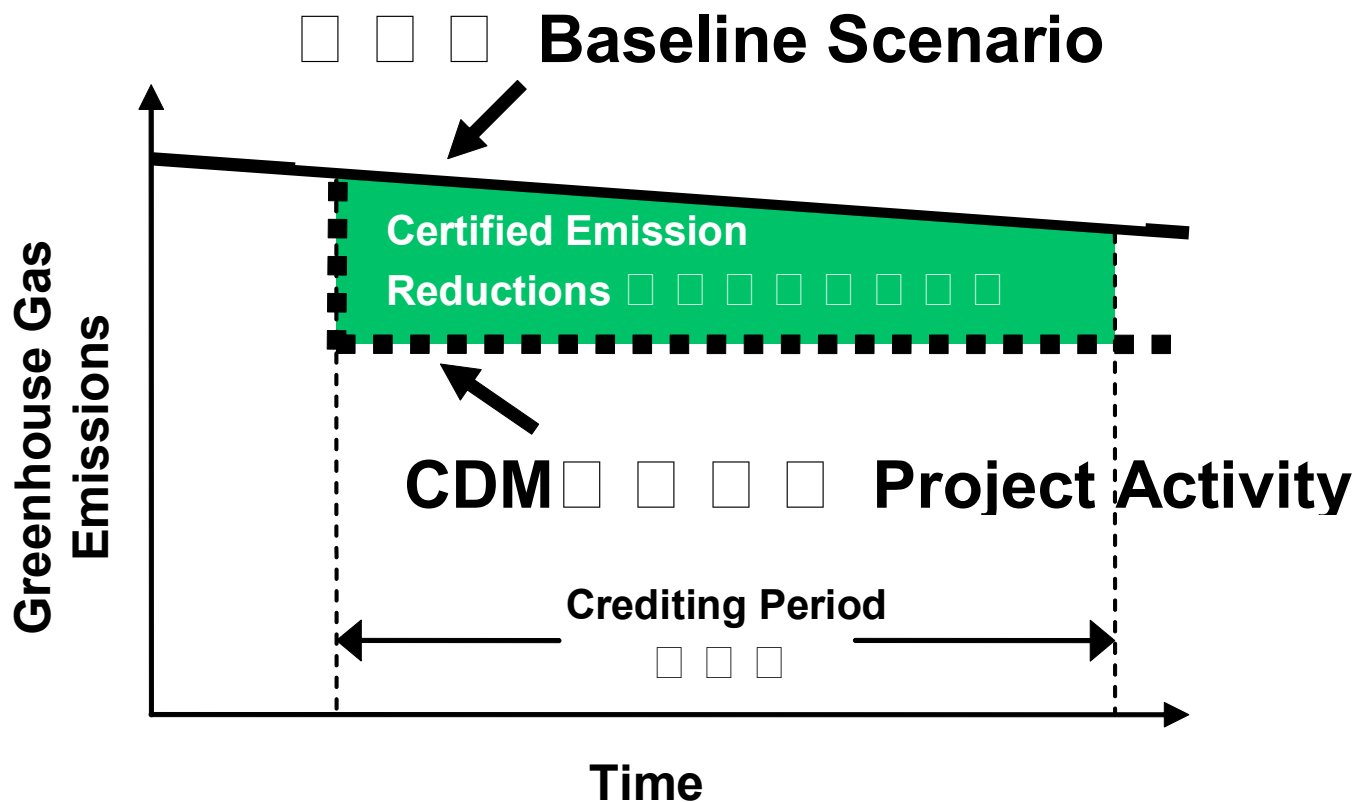 □ □ □ Baseline Scenario
Certified Emission
Reductions □ □ □ □ □ □ □ □
CDM□ □ □ □ Project Activity
Crediting Period
□ □ □
Greenhouse Gas
Emissions
Time